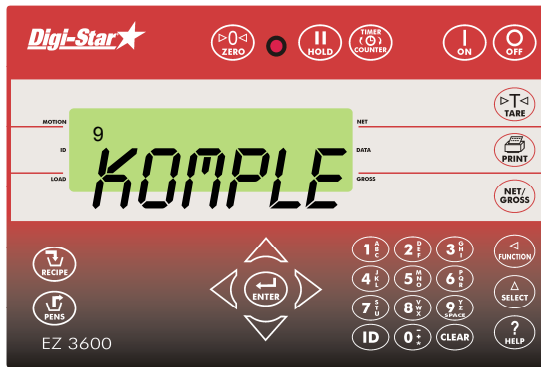 Digi-Star
ZERO
HOLD
TIMER
COUNTER
ON
OFF
TARE
MOTION
NET
9
ID
DATA
KOMPLE
PRINT
LOAD
GROSS
NET/
GROSS
RECIPE
ENTER
1 A B C
2 D E F
3 G H I
FUNCTION
4 J K L
5 M N O
6 P Q R
SELECT
PENS
7 S T U
8 V W X
9 Y Z SPACE
ID
0 - + *
CLEAR
? HELP
EZ 3600